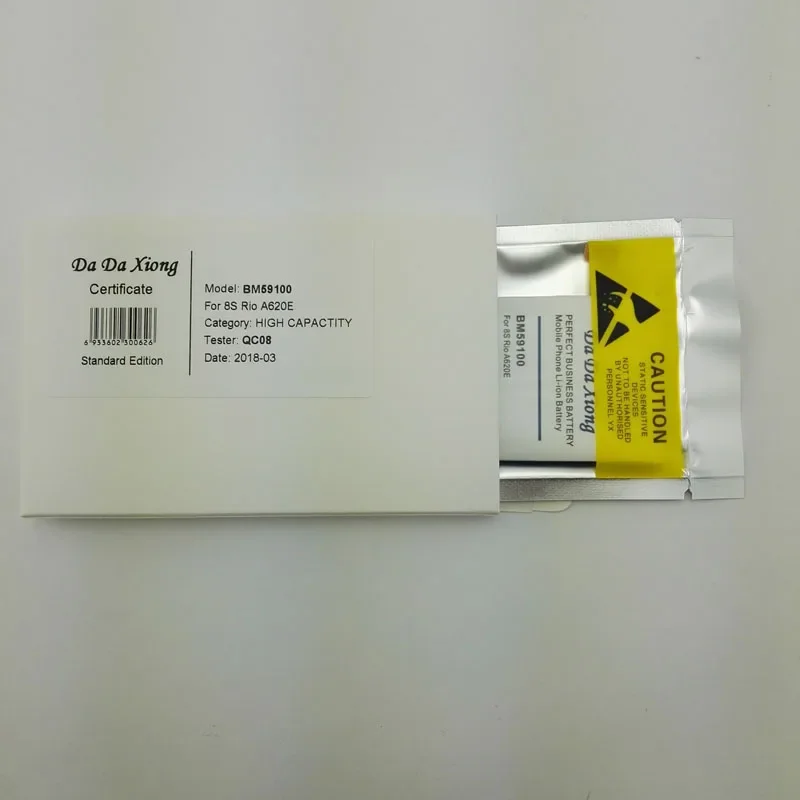 Da Da Xiong
Certificate
6 933602 300626
Standard Edition
Model: BM59100
For 8S Rio A620E
Category: HIGH CAPACTITY
Tester: QC08
Date: 2018-03
Da Da Xiong
PERFECT BUSINESS BATTERY
Mobile Phone Li-ion Battery
BM59100
For 8S Rio A620E
CAUTION
STATIC SENSITIVE
DEVICES
NOT TO BE HANDLED
BY UNAUTHORISED
PERSONNEL YX